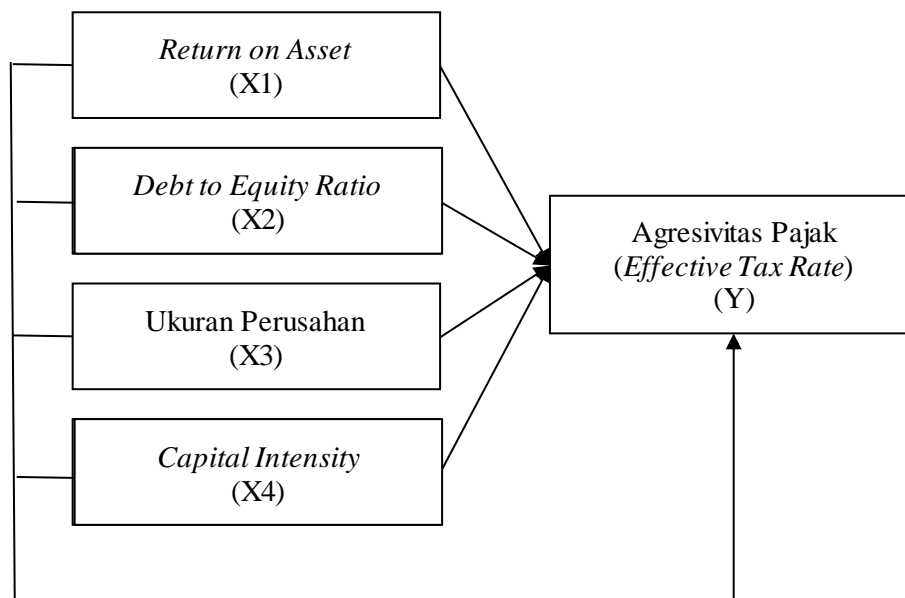 Return on Asset
(X1)
Debt to Equity Ratio
(X2)
Ukuran Perusahan
(X3)
Capital Intensity
(X4)
Agresivitas Pajak
(Effective Tax Rate)
(Y)